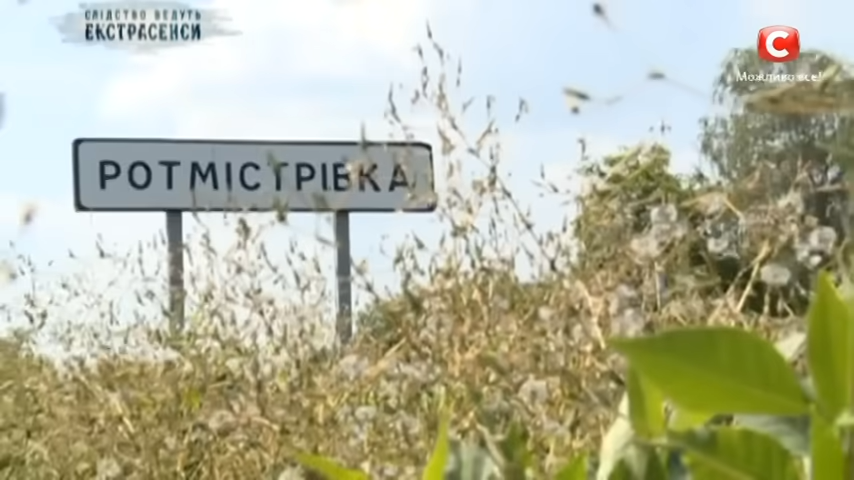 СЛІДСТВО ВЕДУТЬ
ЕКСТРАСЕНСИ
С
Можливо все!
РОТМІСТРІВКА